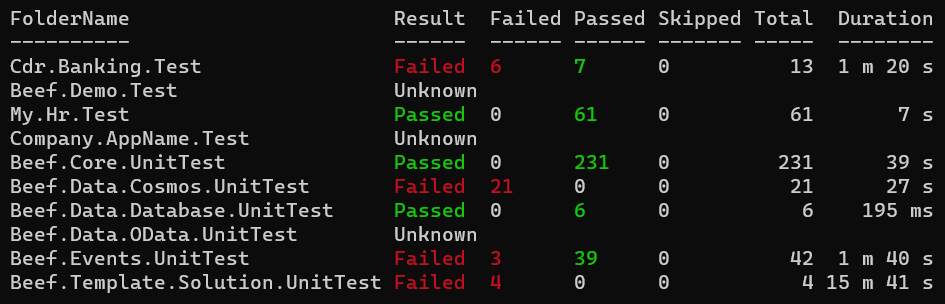 FolderName Result Failed Passed Skipped Total Duration
---------- ------ ------ ------ ------- ----- --------
Cdr.Banking.Test Failed 6 7 0 13 1 m 20 s
Beef.Demo.Test Unknown
My.Hr.Test Passed 0 61 0 61 7 s
Company.AppName.Test Unknown
Beef.Core.UnitTest Passed 0 231 0 231 39 s
Beef.Data.Cosmos.UnitTest Failed 21 0 0 21 27 s
Beef.Data.Database.UnitTest Passed 0 6 0 6 195 ms
Beef.Data.OData.UnitTest Unknown
Beef.Events.UnitTest Failed 3 39 0 42 1 m 40 s
Beef.Template.Solution.UnitTest Failed 4 0 0 4 15 m 41 s